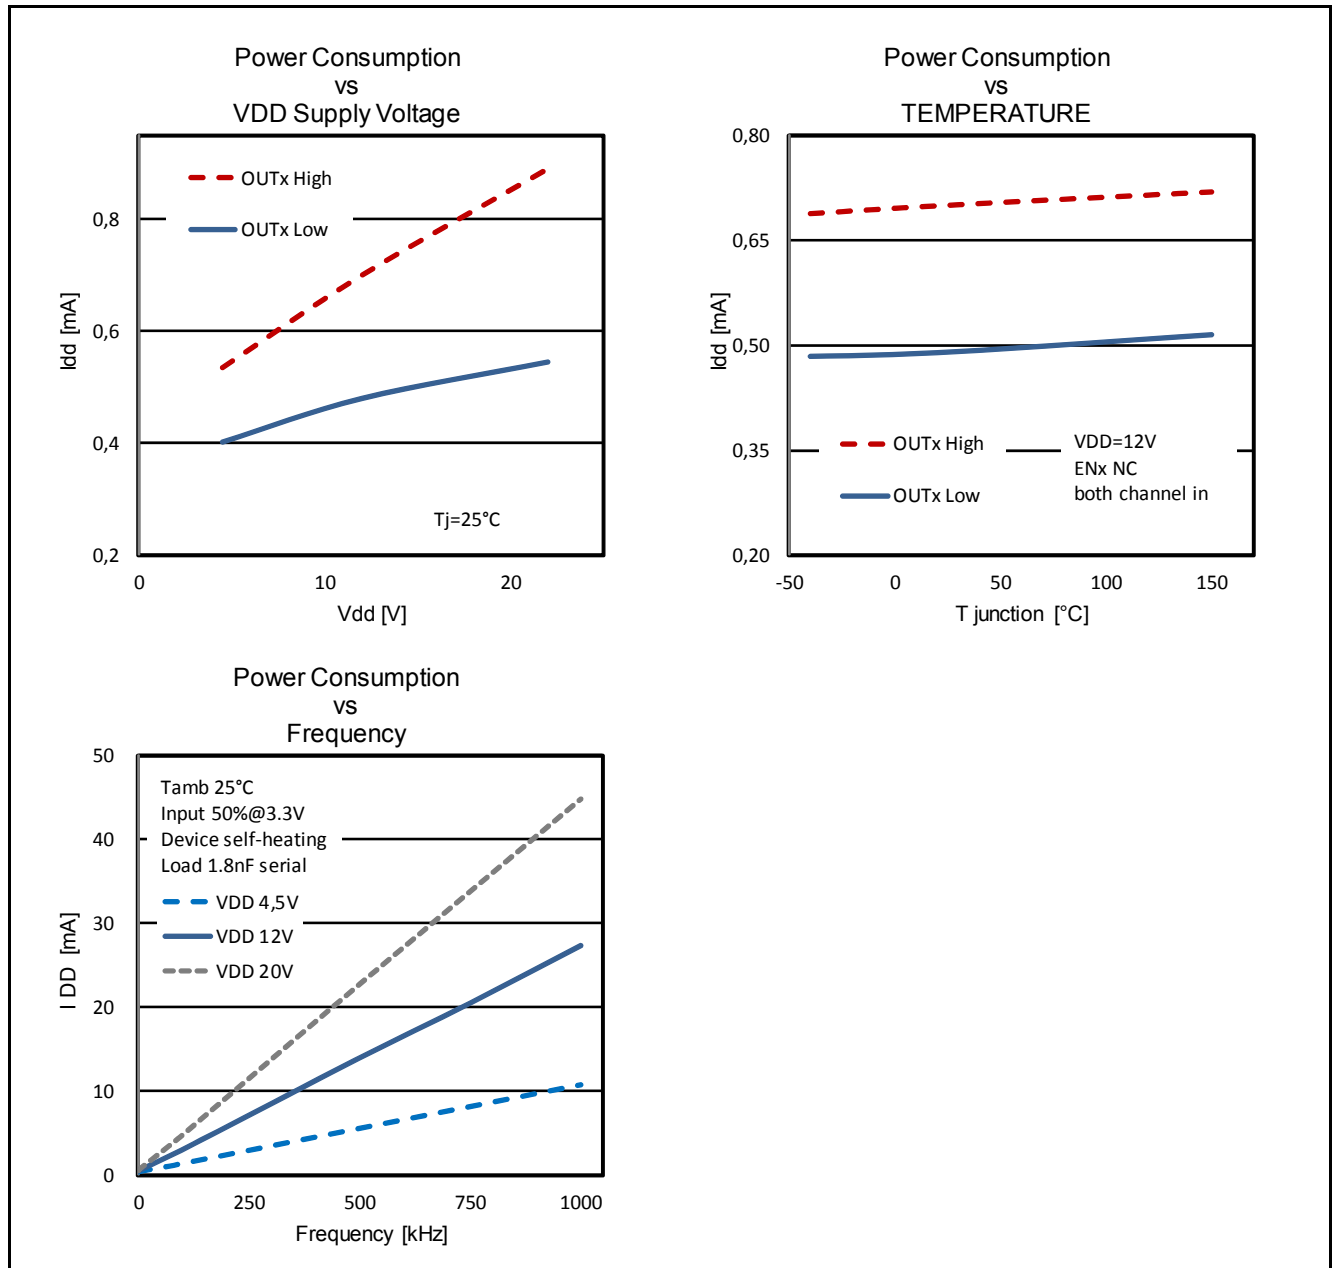 Power Consumption
vs
VDD Supply Voltage
OUTx High
OUTx Low
0,8
0,6
0,4
0,2
Idd [mA]
Tj=25°C
0
10
20
Vdd [V]
Power Consumption
vs
TEMPERATURE
0,80
0,65
0,50
0,35
0,20
Idd [mA]
OUTx High
OUTx Low
VDD=12V
ENx NC
both channel in
-50
0
50
100
150
T junction [°C]
Power Consumption
vs
Frequency
50
40
30
20
10
0
I DD [mA]
Tamb 25°C
Input 50%@3.3V
Device self-heating
Load 1.8nF serial
VDD 4,5V
VDD 12V
VDD 20V
0
250
500
750
1000
Frequency [kHz]